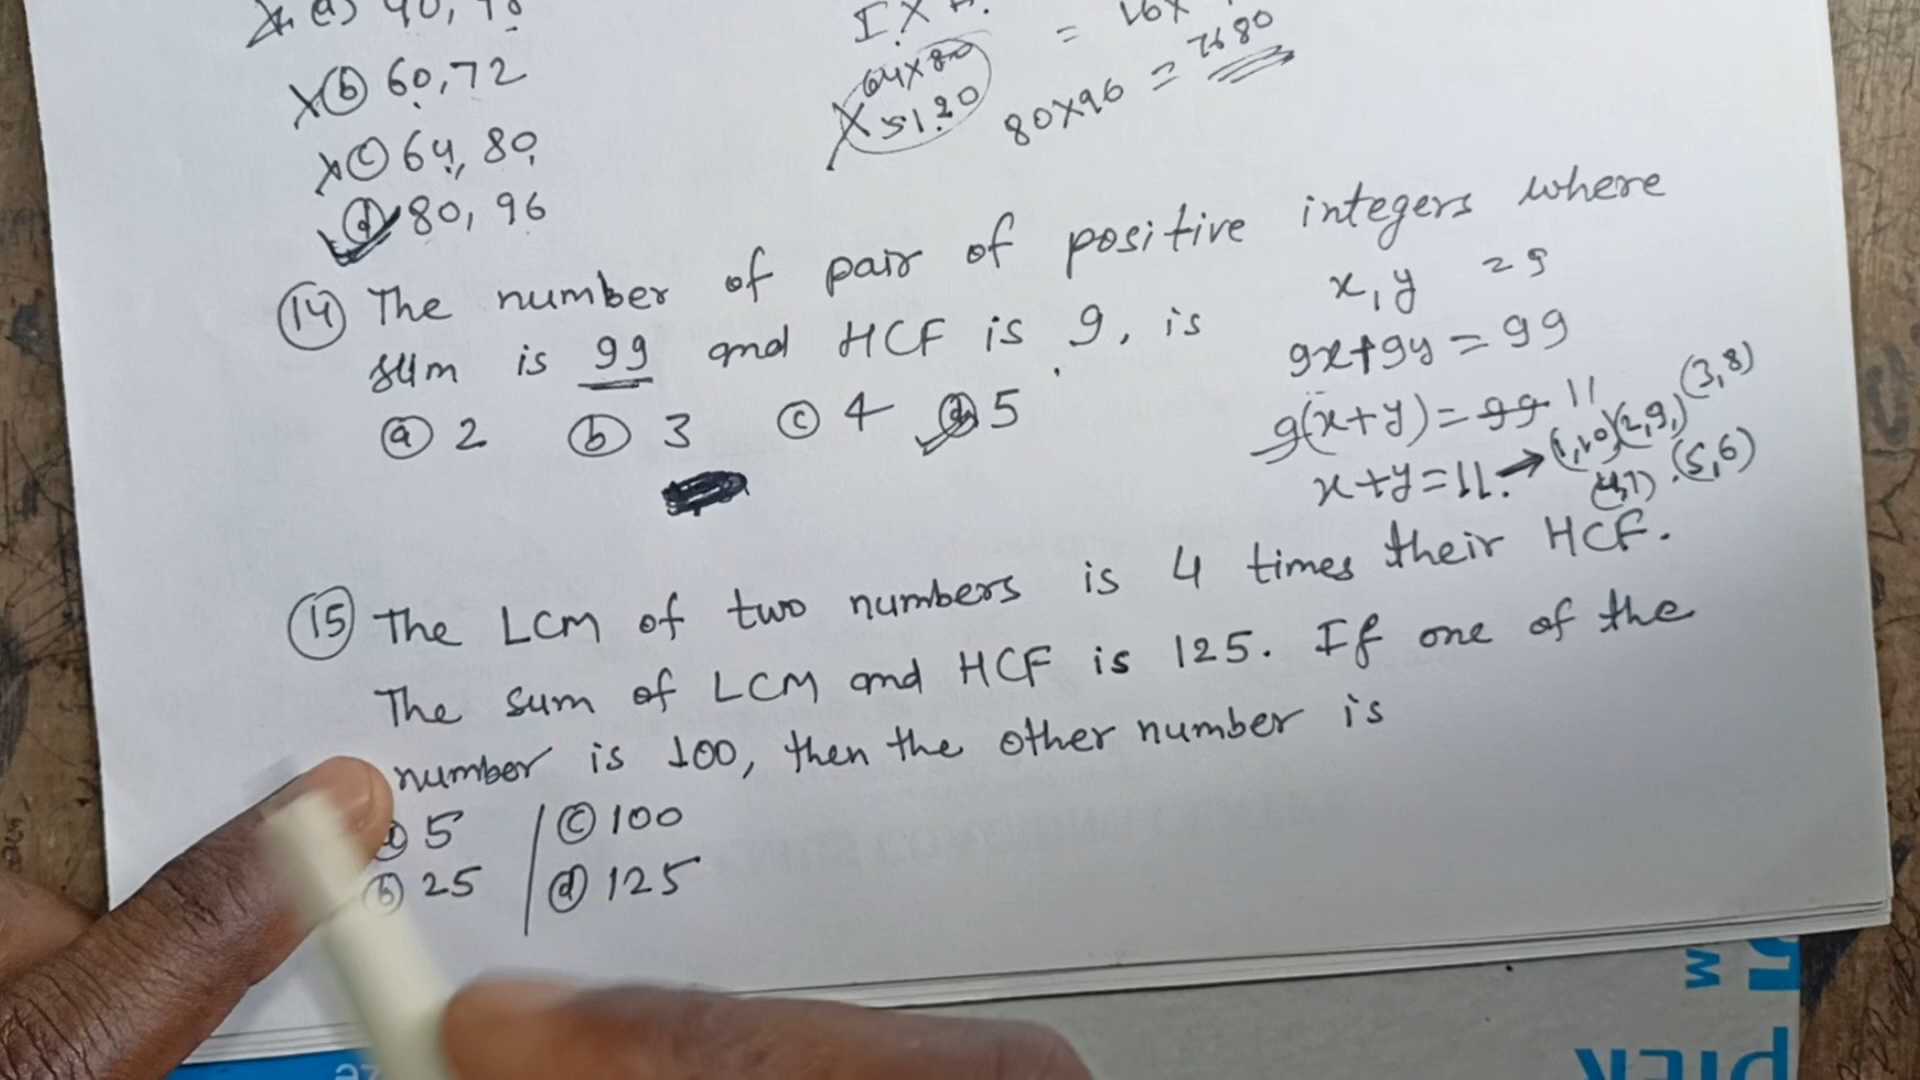 (a)
(b) 60,72
(c) 64, 80
(d) 80, 96
64×80
5120
80×96 = 7680
(14) The number of pair of positive integers where
sum is 99 and HCF is 9, is
(a) 2 (b) 3 (c) 4 (d) 5
x, y = 9
9x+9y = 99
9(x+y) = 99 11
x+y=11. → (1,10)(2,9,) (3,8)
(4,7) . (5,6)
(15) The LCM of two numbers is 4 times their HCF.
The sum of LCM and HCF is 125. If one of the
number is 100, then the other number is
5 (c) 100
(b) 25 (d) 125